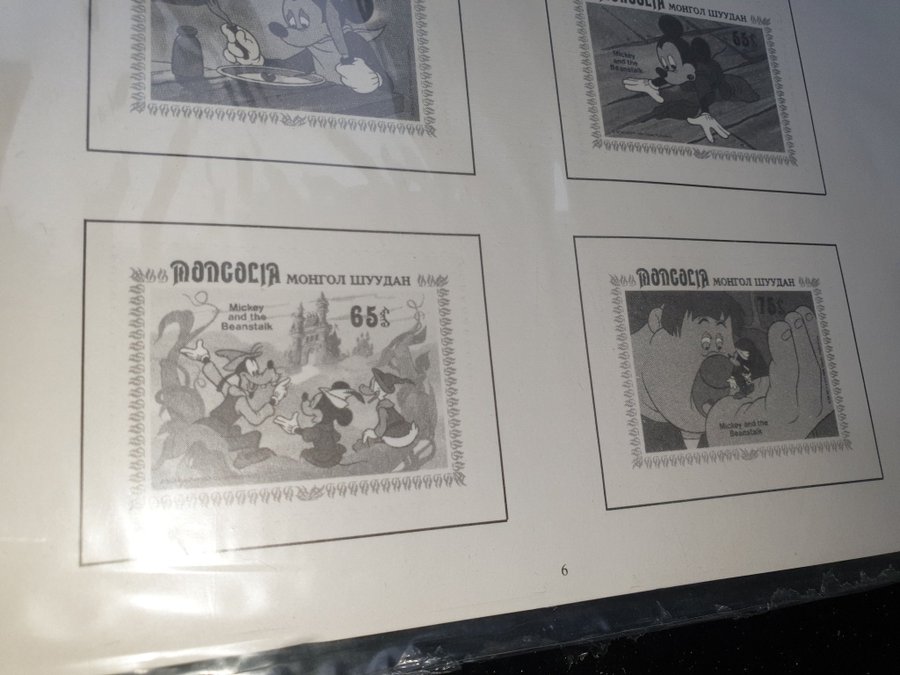 MONGOLIA МОНГОЛ ШУУДАН
55
Mickey
and the
Beanstalk
MONGOLIA МОНГОЛ ШУУДАН
Mickey
and the
Beanstalk
65
MONGOLIA МОНГОЛ ШУУДАН
75
Mickey and the
Beanstalk
6